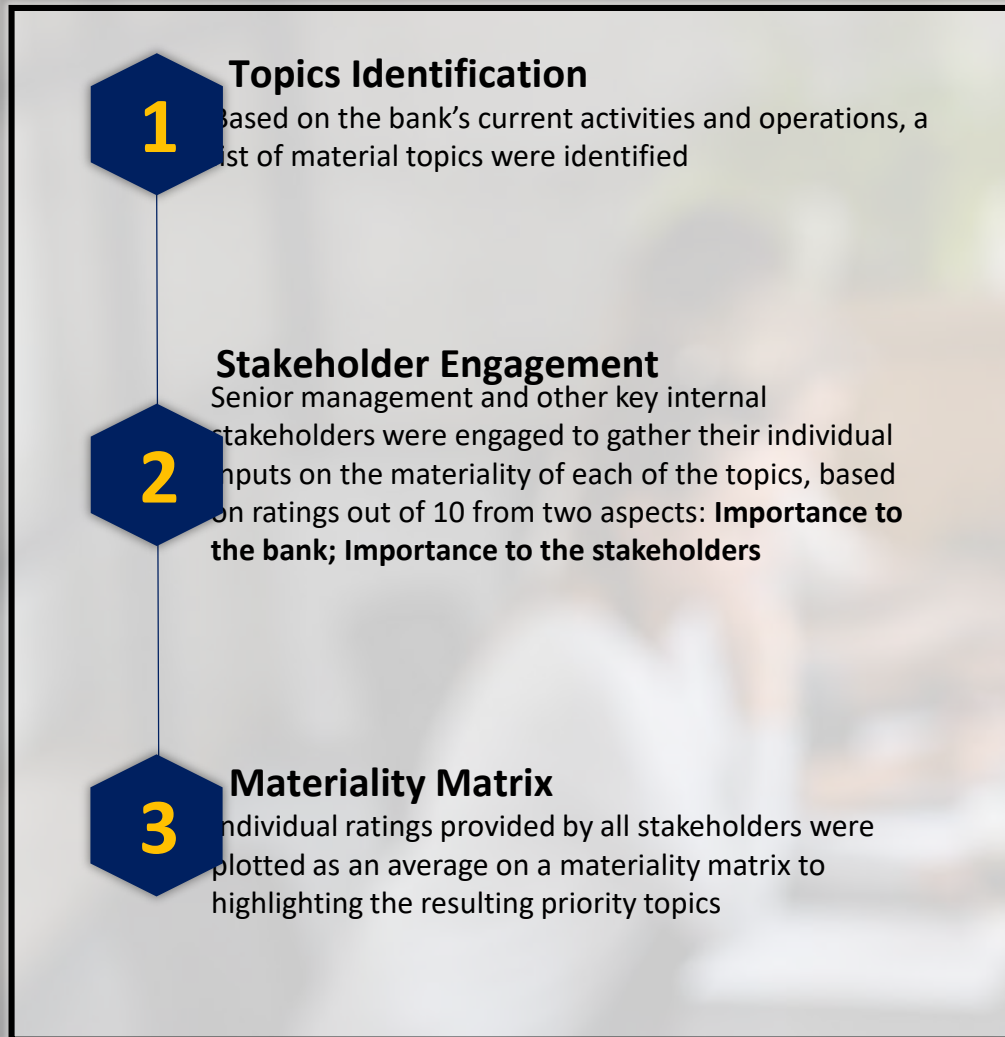 1
Topics Identification
Based on the bank's current activities and operations, a
list of material topics were identified
2
Stakeholder Engagement
Senior management and other key internal
stakeholders were engaged to gather their individual
inputs on the materiality of each of the topics, based
on ratings out of 10 from two aspects: Importance to
the bank; Importance to the stakeholders
3
Materiality Matrix
Individual ratings provided by all stakeholders were
plotted as an average on a materiality matrix to
highlighting the resulting priority topics